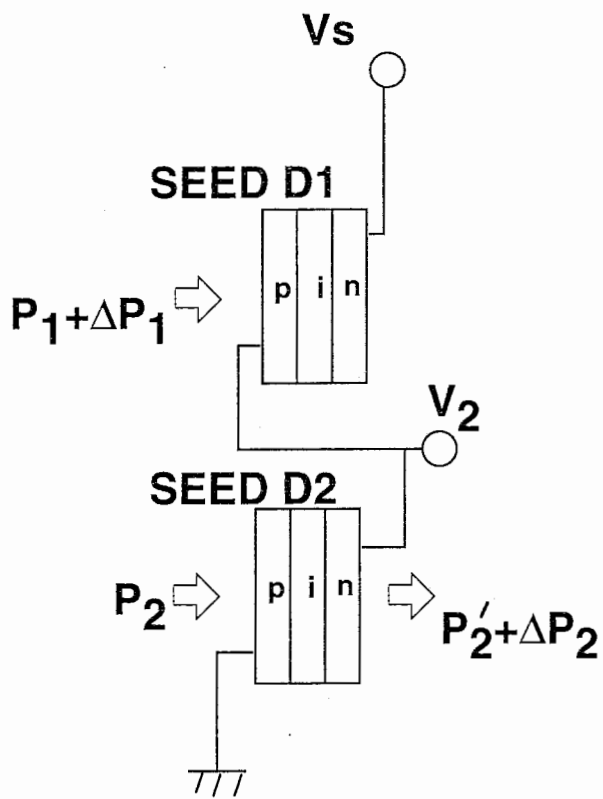 Vs
SEED D1
p i n
P₁+ΔP₁
V₂
SEED D2
p i n
P₂
P₂′+ΔP₂